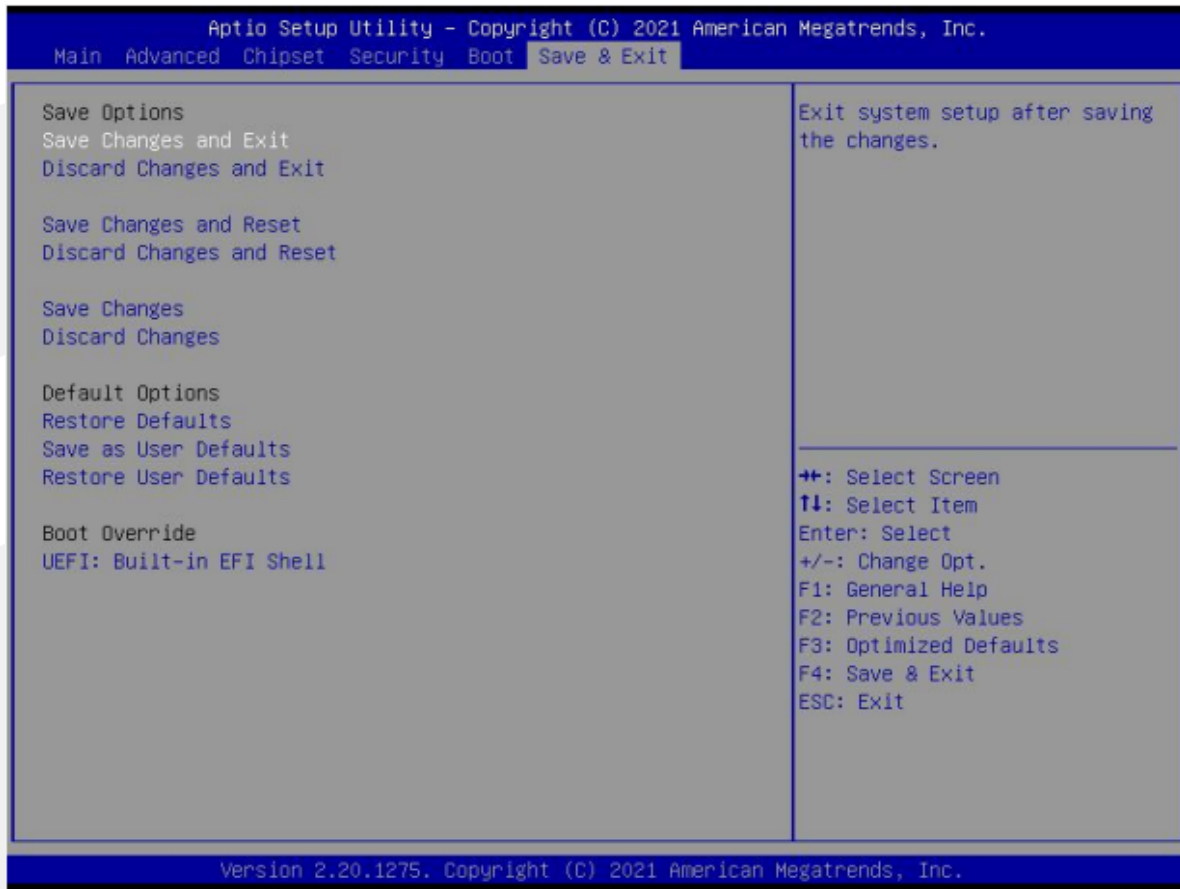 Aptio Setup Utility – Copyright (C) 2021 American Megatrends, Inc.
Main Advanced Chipset Security Boot Save & Exit
Save Options
Save Changes and Exit
Discard Changes and Exit
Save Changes and Reset
Discard Changes and Reset
Save Changes
Discard Changes
Default Options
Restore Defaults
Save as User Defaults
Restore User Defaults
Boot Override
UEFI: Built-in EFI Shell
Exit system setup after saving
the changes.
→←: Select Screen
↑↓: Select Item
Enter: Select
+/-: Change Opt.
F1: General Help
F2: Previous Values
F3: Optimized Defaults
F4: Save & Exit
ESC: Exit
Version 2.20.1275. Copyright (C) 2021 American Megatrends, Inc.